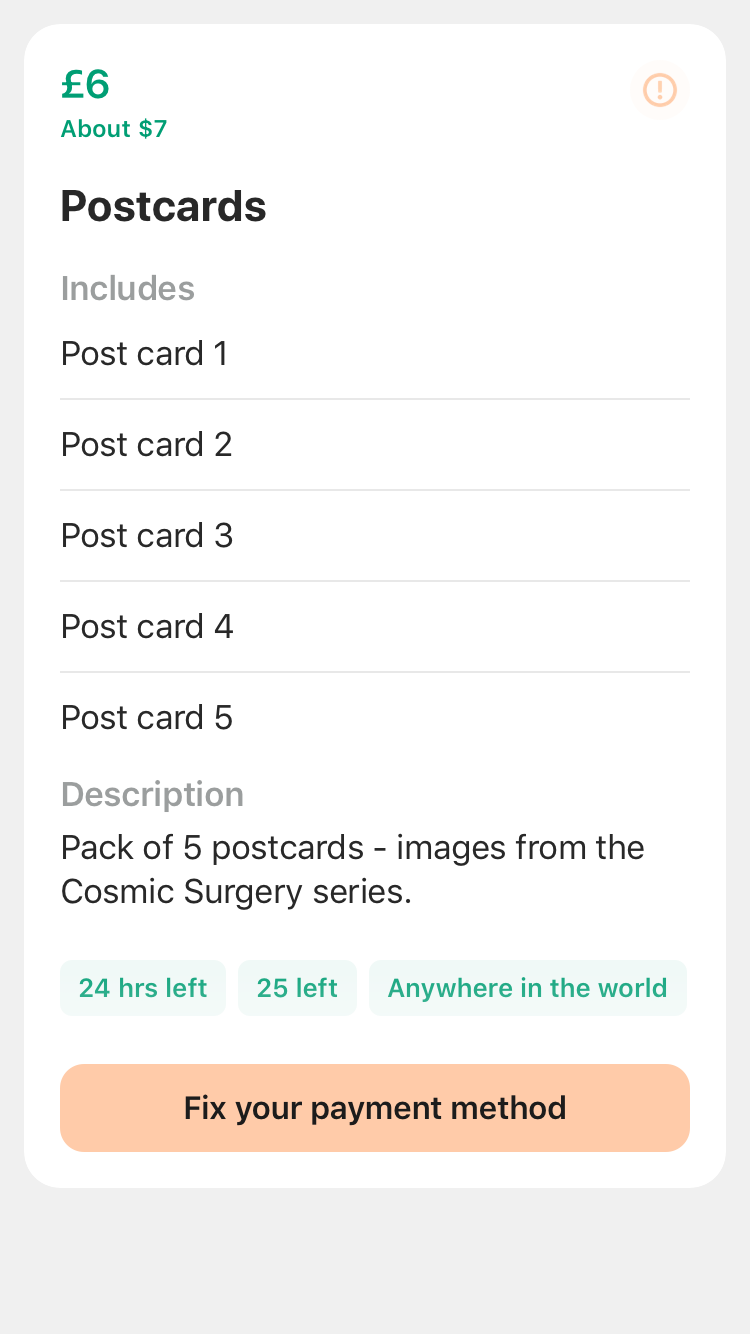 £6
About $7
Postcards
Includes
Post card 1
Post card 2
Post card 3
Post card 4
Post card 5
Description
Pack of 5 postcards - images from the
Cosmic Surgery series.
24 hrs left
25 left
Anywhere in the world
Fix your payment method